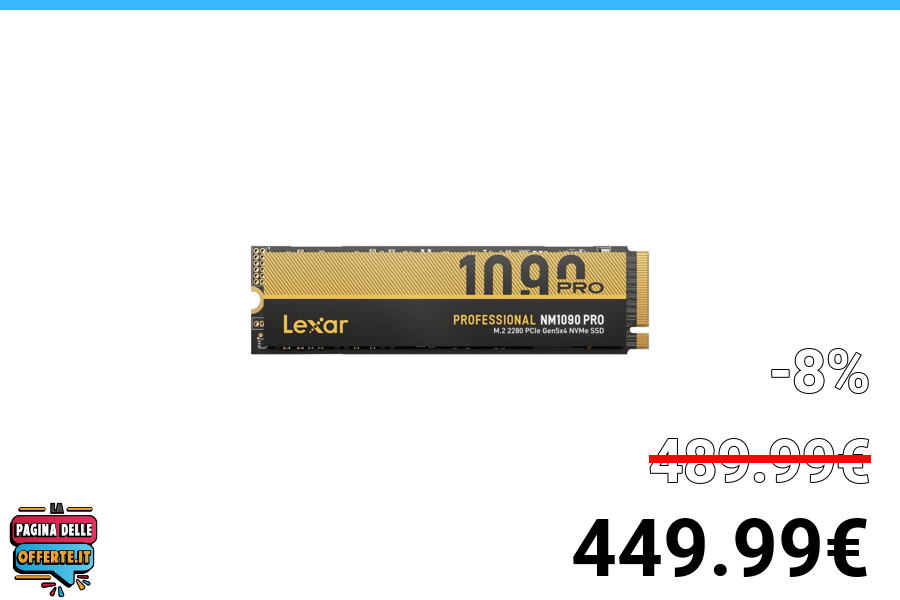 1090
PRO
Lexar
PROFESSIONAL NM1090 PRO
M.2 2280 PCIe Gen5x4 NVMe SSD
-8%
489.99€
449.99€
LA
PAGINA DELLE
OFFERTE.IT